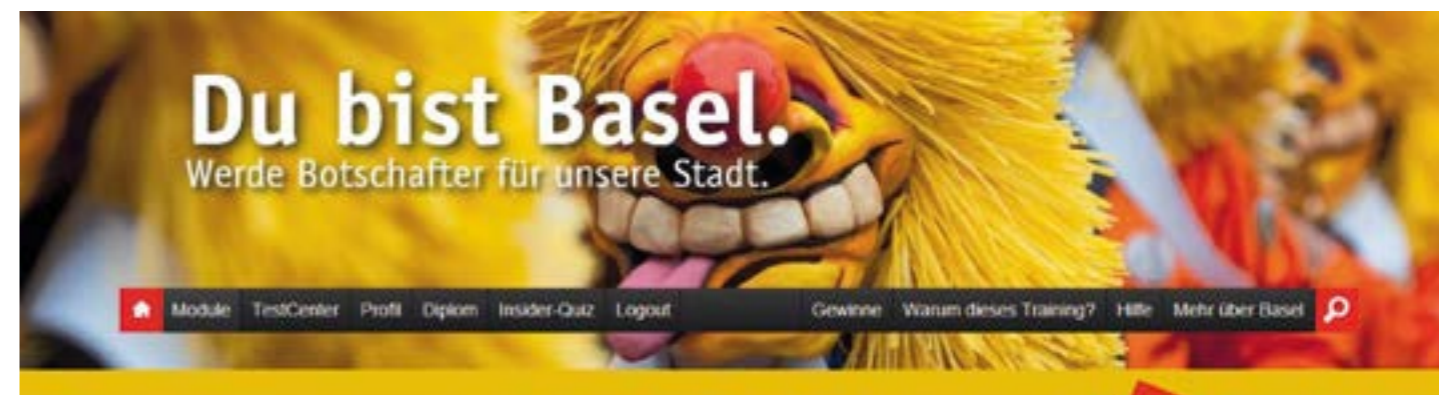 Du bist Basel.
Werde Botschafter für unsere Stadt.
Module TestCenter Profil Diplom Insider-Quiz Logout Gewinne Warum dieses Training? Hilfe Mehr über Basel